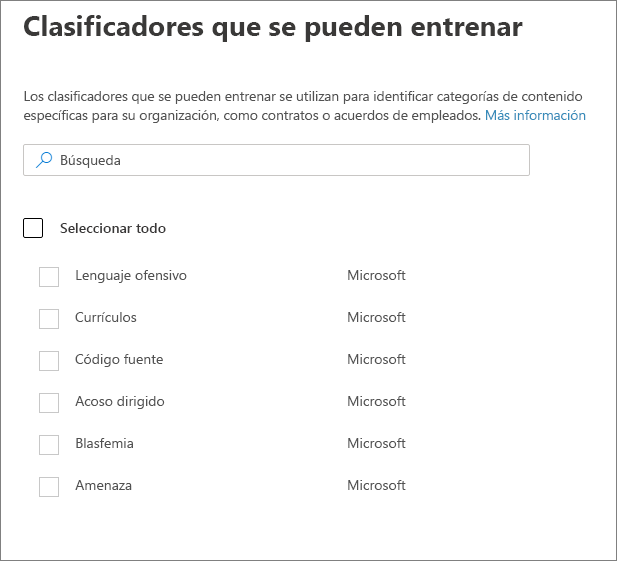 Clasificadores que se pueden entrenar
Los clasificadores que se pueden entrenar se utilizan para identificar categorías de contenido
específicas para su organización, como contratos o acuerdos de empleados. Más información
Búsqueda
Seleccionar todo
Lenguaje ofensivo Microsoft
Currículos Microsoft
Código fuente Microsoft
Acoso dirigido Microsoft
Blasfemia Microsoft
Amenaza Microsoft